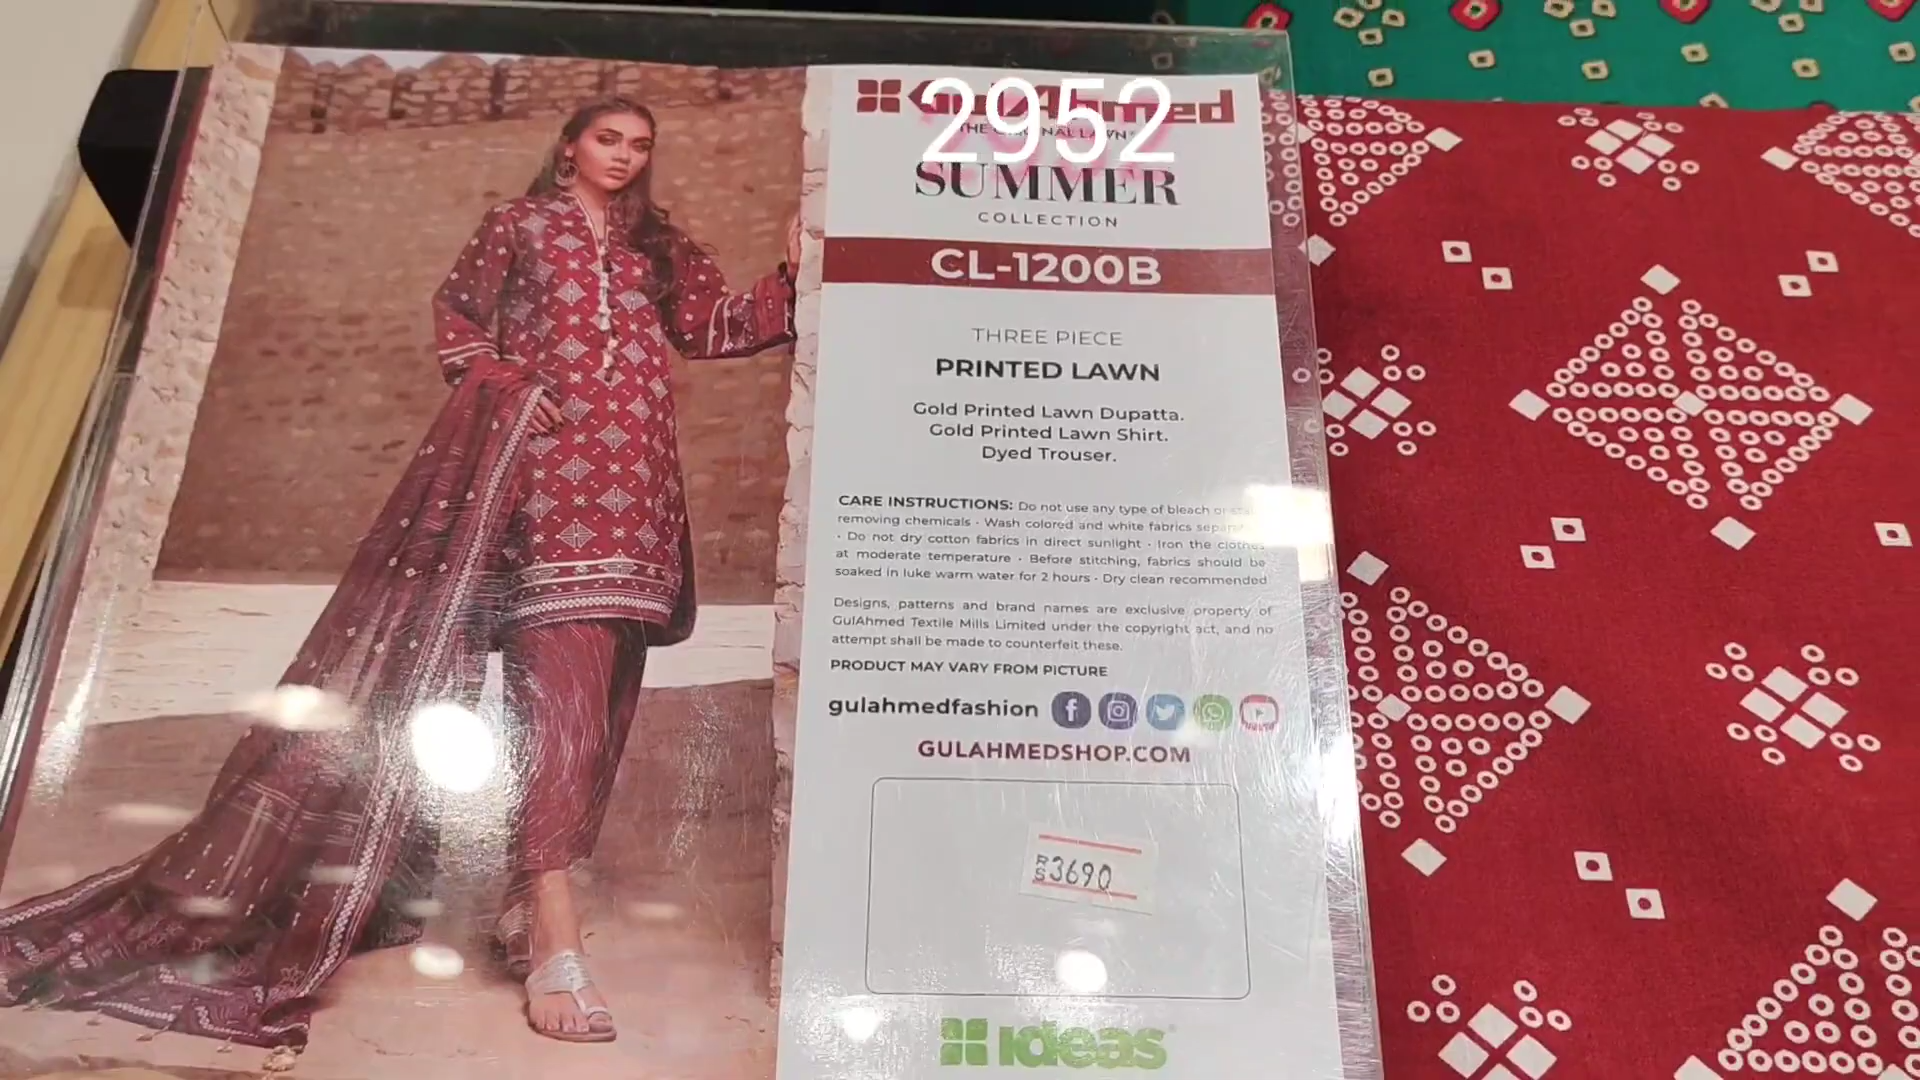 2952
GulAhmed
THE ORIGINAL LAWN
SUMMER
COLLECTION
CL-1200B
THREE PIECE
PRINTED LAWN
Gold Printed Lawn Dupatta.
Gold Printed Lawn Shirt.
Dyed Trouser.
CARE INSTRUCTIONS: Do not use any type of bleach or
removing chemicals • Wash colored and white fabrics
• Do not dry cotton fabrics in direct sunlight • Iron the clothes
at moderate temperature • Before stitching, fabrics should be
soaked in luke warm water for 2 hours • Dry clean recommended
Designs, patterns and brand names are exclusive property of
GulAhmed Textile Mills Limited under the copyright act, and no
attempt shall be made to counterfeit these.
PRODUCT MAY VARY FROM PICTURE
gulahmedfashion
GULAHMEDSHOP.COM
RS 3690
ideas